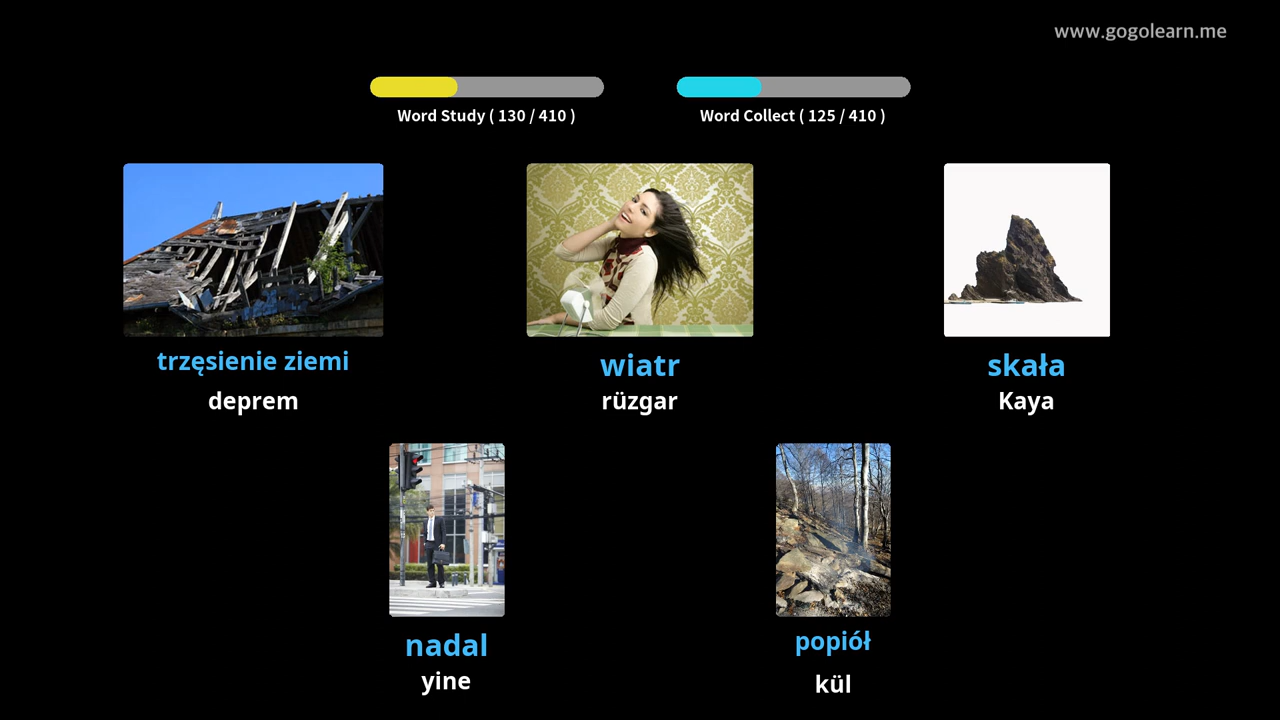 www.gogolearn.me
Word Study ( 130 / 410 )
Word Collect ( 125 / 410 )
trzęsienie ziemi
deprem
wiatr
rüzgar
skała
Kaya
nadal
yine
popiół
kül